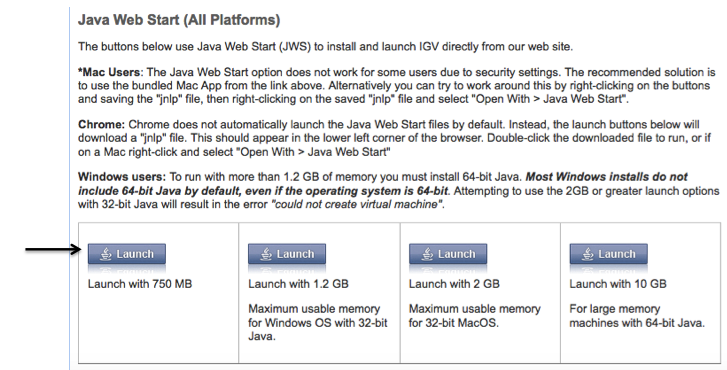 Java Web Start (All Platforms)
The buttons below use Java Web Start (JWS) to install and launch IGV directly from our web site.
*Mac Users: The Java Web Start option does not work for some users due to security settings. The recommended solution is
to use the bundled Mac App from the link above. Alternatively you can try to work around this by right-clicking on the buttons
and saving the "jnlp" file, then right-clicking on the saved "jnlp" file and select "Open With > Java Web Start".
Chrome: Chrome does not automatically launch the Java Web Start files by default. Instead, the launch buttons below will
download a "jnlp" file. This should appear in the lower left corner of the browser. Double-click the downloaded file to run, or if
on a Mac right-click and select "Open With > Java Web Start"
Windows users: To run with more than 1.2 GB of memory you must install 64-bit Java. Most Windows installs do not
include 64-bit Java by default, even if the operating system is 64-bit. Attempting to use the 2GB or greater launch options
with 32-bit Java will result in the error "could not create virtual machine".
Launch
Launch with 750 MB
Launch
Launch with 1.2 GB
Maximum usable memory
for Windows OS with 32-bit
Java.
Launch
Launch with 2 GB
Maximum usable memory
for 32-bit MacOS.
Launch
Launch with 10 GB
For large memory
machines with 64-bit Java.